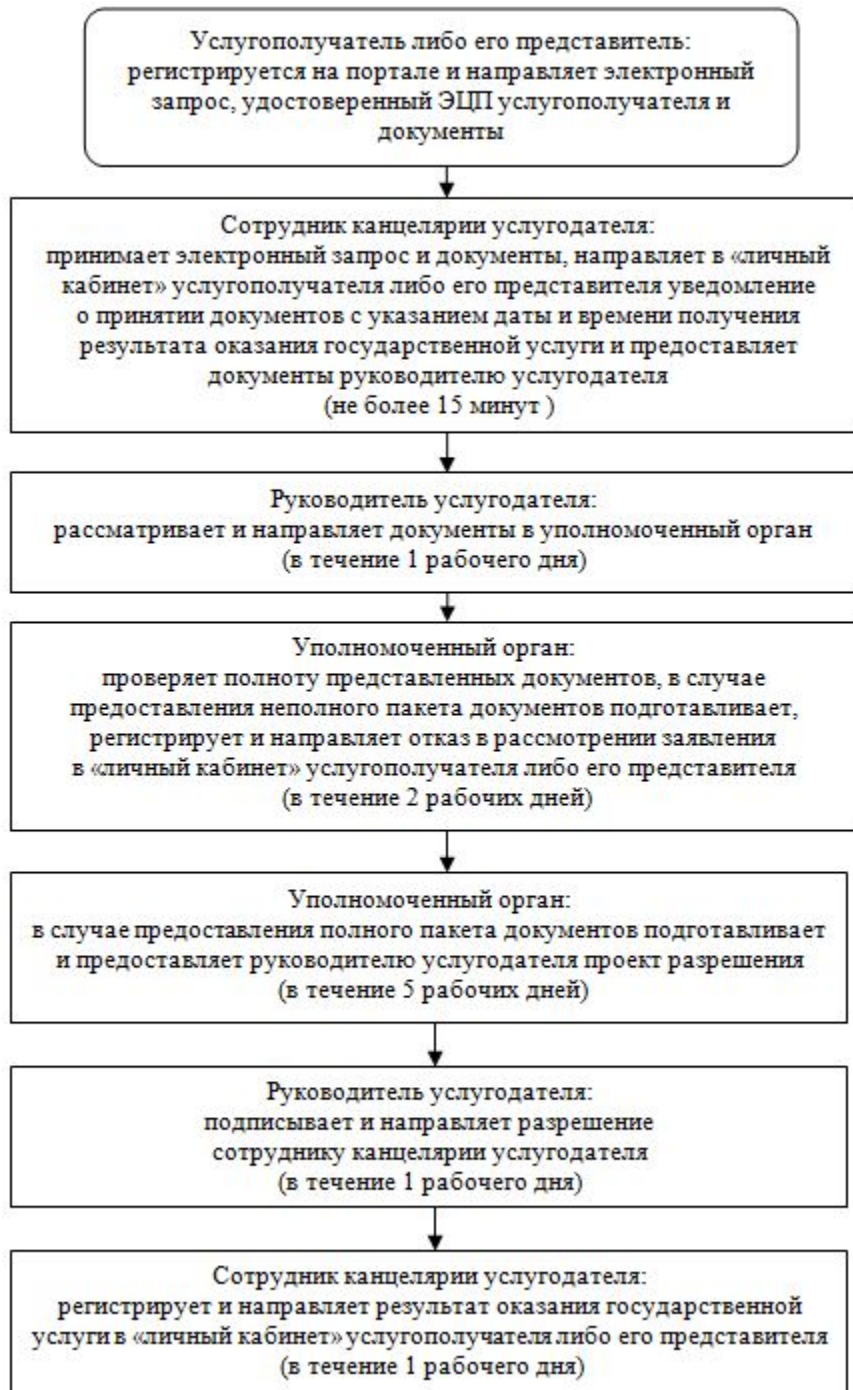 Услугополучатель либо его представитель:
регистрируется на портале и направляет электронный
запрос, удостоверенный ЭЦП услугополучателя и
документы
Сотрудник канцелярии услугодателя:
принимает электронный запрос и документы, направляет в «личный
кабинет» услугополучателя либо его представителя уведомление
о принятии документов с указанием даты и времени получения
результата оказания государственной услуги и предоставляет
документы руководителю услугодателя
(не более 15 минут )
Руководитель услугодателя:
рассматривает и направляет документы в уполномоченный орган
(в течение 1 рабочего дня)
Уполномоченный орган:
проверяет полноту представленных документов, в случае
предоставления неполного пакета документов подготавливает,
регистрирует и направляет отказ в рассмотрении заявления
в «личный кабинет» услугополучателя либо его представителя
(в течение 2 рабочих дней)
Уполномоченный орган:
в случае предоставления полного пакета документов подготавливает
и предоставляет руководителю услугодателя проект разрешения
(в течение 5 рабочих дней)
Руководитель услугодателя:
подписывает и направляет разрешение
сотруднику канцелярии услугодателя
(в течение 1 рабочего дня)
Сотрудник канцелярии услугодателя:
регистрирует и направляет результат оказания государственной
услуги в «личный кабинет» услугополучателя либо его представителя
(в течение 1 рабочего дня)